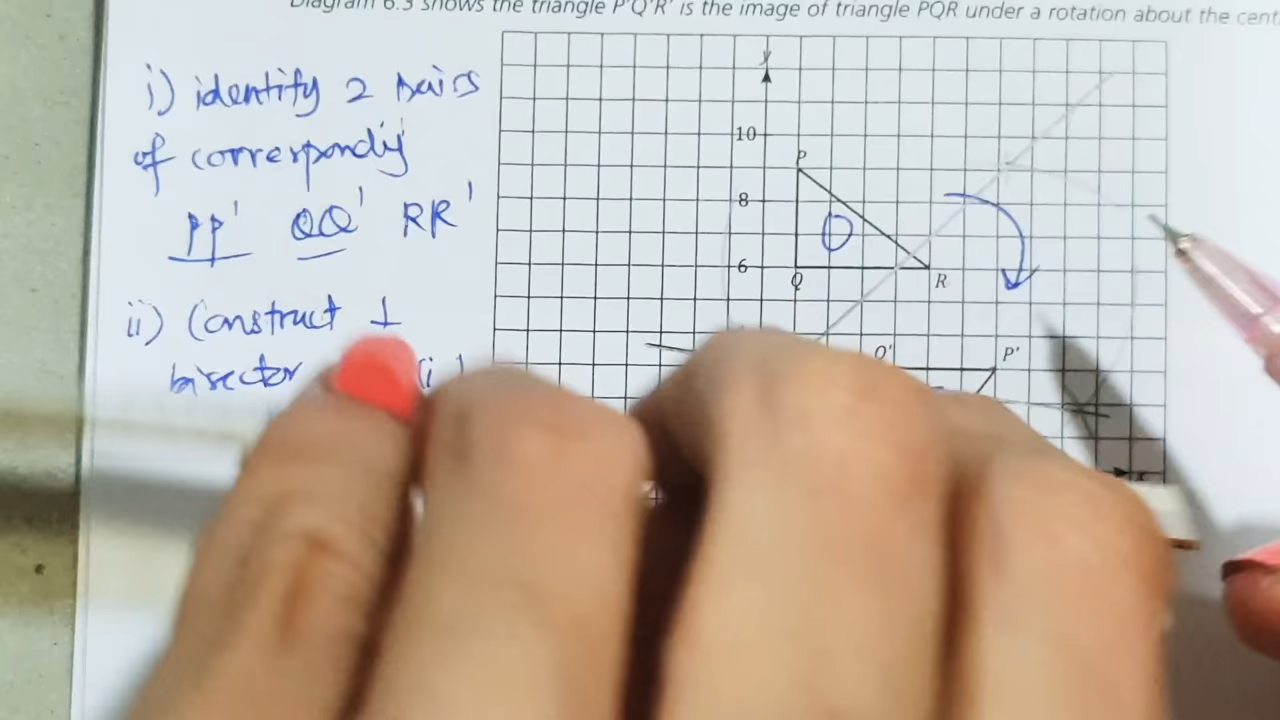 Diagram 6.3 shows the triangle P'Q'R' is the image of triangle PQR under a rotation about the cent
i) identify 2 pairs
of correspondig
PP' QQ' RR'
ii) Construct ⊥
bisector (i)
y
10
P
8
6
Q
R
Q'
P'
x